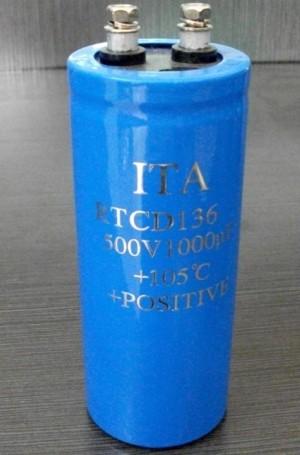 ITA
RTCD136
500V1000µF
+105℃
+POSITIVE